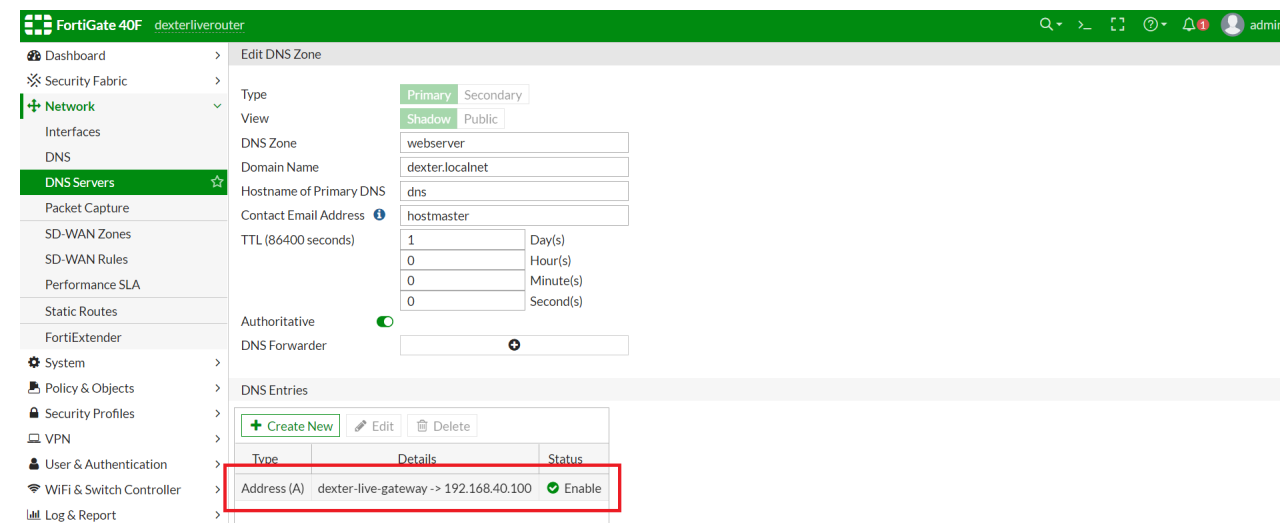 FortiGate 40F dexterliverouter
1
admin
Dashboard
Security Fabric
Network
Interfaces
DNS
DNS Servers
Packet Capture
SD-WAN Zones
SD-WAN Rules
Performance SLA
Static Routes
FortiExtender
System
Policy & Objects
Security Profiles
VPN
User & Authentication
WiFi & Switch Controller
Log & Report
Edit DNS Zone
Type Primary Secondary
View Shadow Public
DNS Zone webserver
Domain Name dexter.localnet
Hostname of Primary DNS dns
Contact Email Address hostmaster
TTL (86400 seconds) 1 Day(s)
0 Hour(s)
0 Minute(s)
0 Second(s)
Authoritative
DNS Forwarder
DNS Entries
Create New Edit Delete
Type Details Status
Address (A) dexter-live-gateway -> 192.168.40.100 Enable